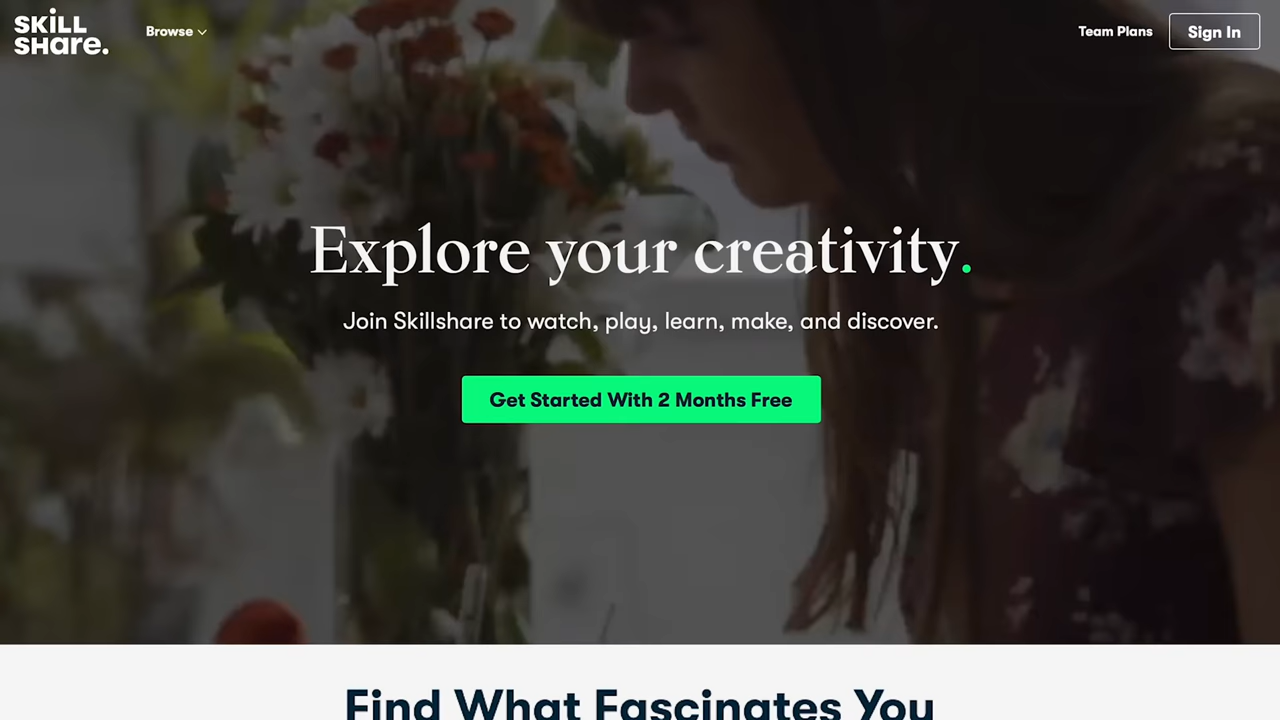 SKILL
SHare.
Browse
Team Plans
Sign In
Explore your creativity.
Join Skillshare to watch, play, learn, make, and discover.
Get Started With 2 Months Free
Find What Fascinates You